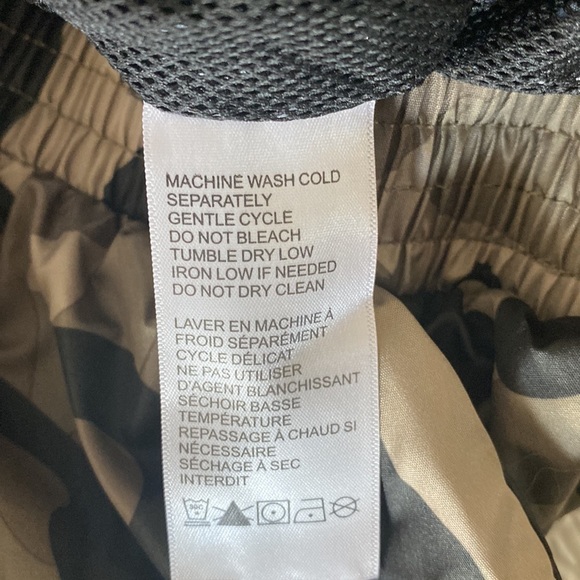 MACHINE WASH COLD
SEPARATELY
GENTLE CYCLE
DO NOT BLEACH
TUMBLE DRY LOW
IRON LOW IF NEEDED
DO NOT DRY CLEAN
LAVER EN MACHINE À
FROID SÉPARÉMENT
CYCLE DÉLICAT
NE PAS UTILISER
D'AGENT BLANCHISSANT
SÉCHOIR BASSE
TEMPÉRATURE
REPASSAGE À CHAUD SI
NÉCESSAIRE
SÉCHAGE À SEC
INTERDIT